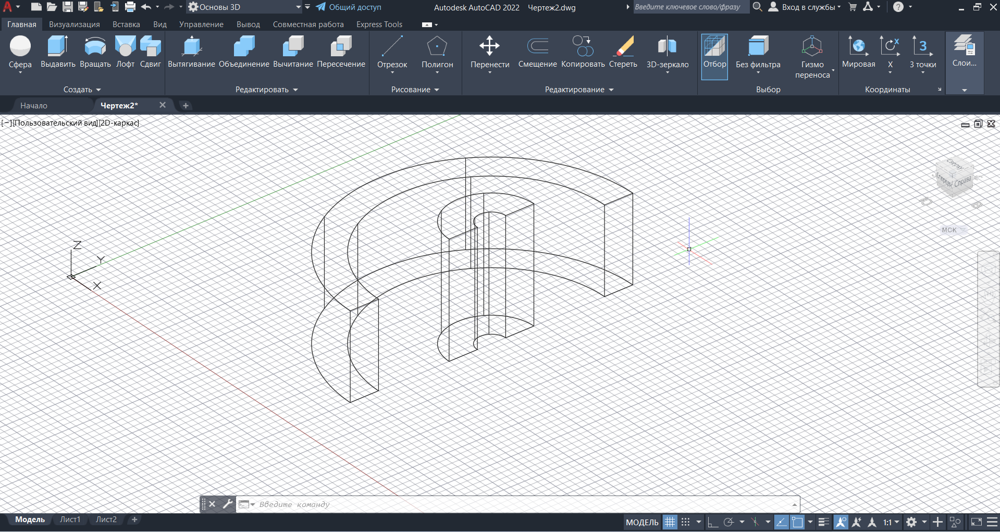 Основы 3D
Общий доступ
Autodesk AutoCAD 2022 Чертеж2.dwg
Введите ключевое слово/фразу
Вход в службы
Главная Визуализация Вставка Вид Управление Вывод Совместная работа Express Tools
Сфера Выдавить Вращать Лофт Сдвиг Вытягивание Объединение Вычитание Пересечение Отрезок Полигон Перенести Смещение Копировать Стереть 3D-зеркало Отбор Без фильтра Гизмо переноса Мировая X 3 точки Слои...
Создать Редактировать Рисование Редактирование Выбор Координаты
Начало Чертеж2*
[−][Пользовательский вид][2D-каркас]
Сверху
Спереди Справа
МСК
Z
Y
X
Введите команду
Модель Лист1 Лист2
МОДЕЛЬ
1:1